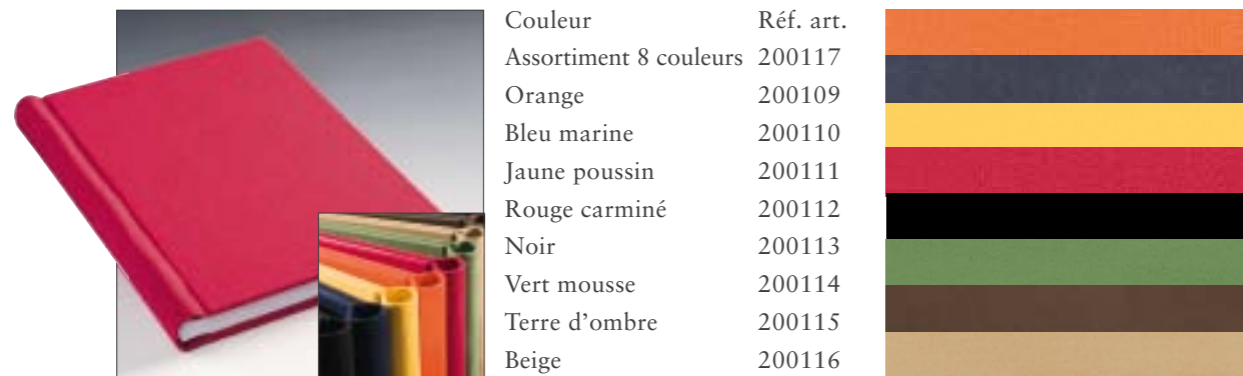 Couleur Réf. art.
Assortiment 8 couleurs 200117
Orange 200109
Bleu marine 200110
Jaune poussin 200111
Rouge carminé 200112
Noir 200113
Vert mousse 200114
Terre d’ombre 200115
Beige 200116